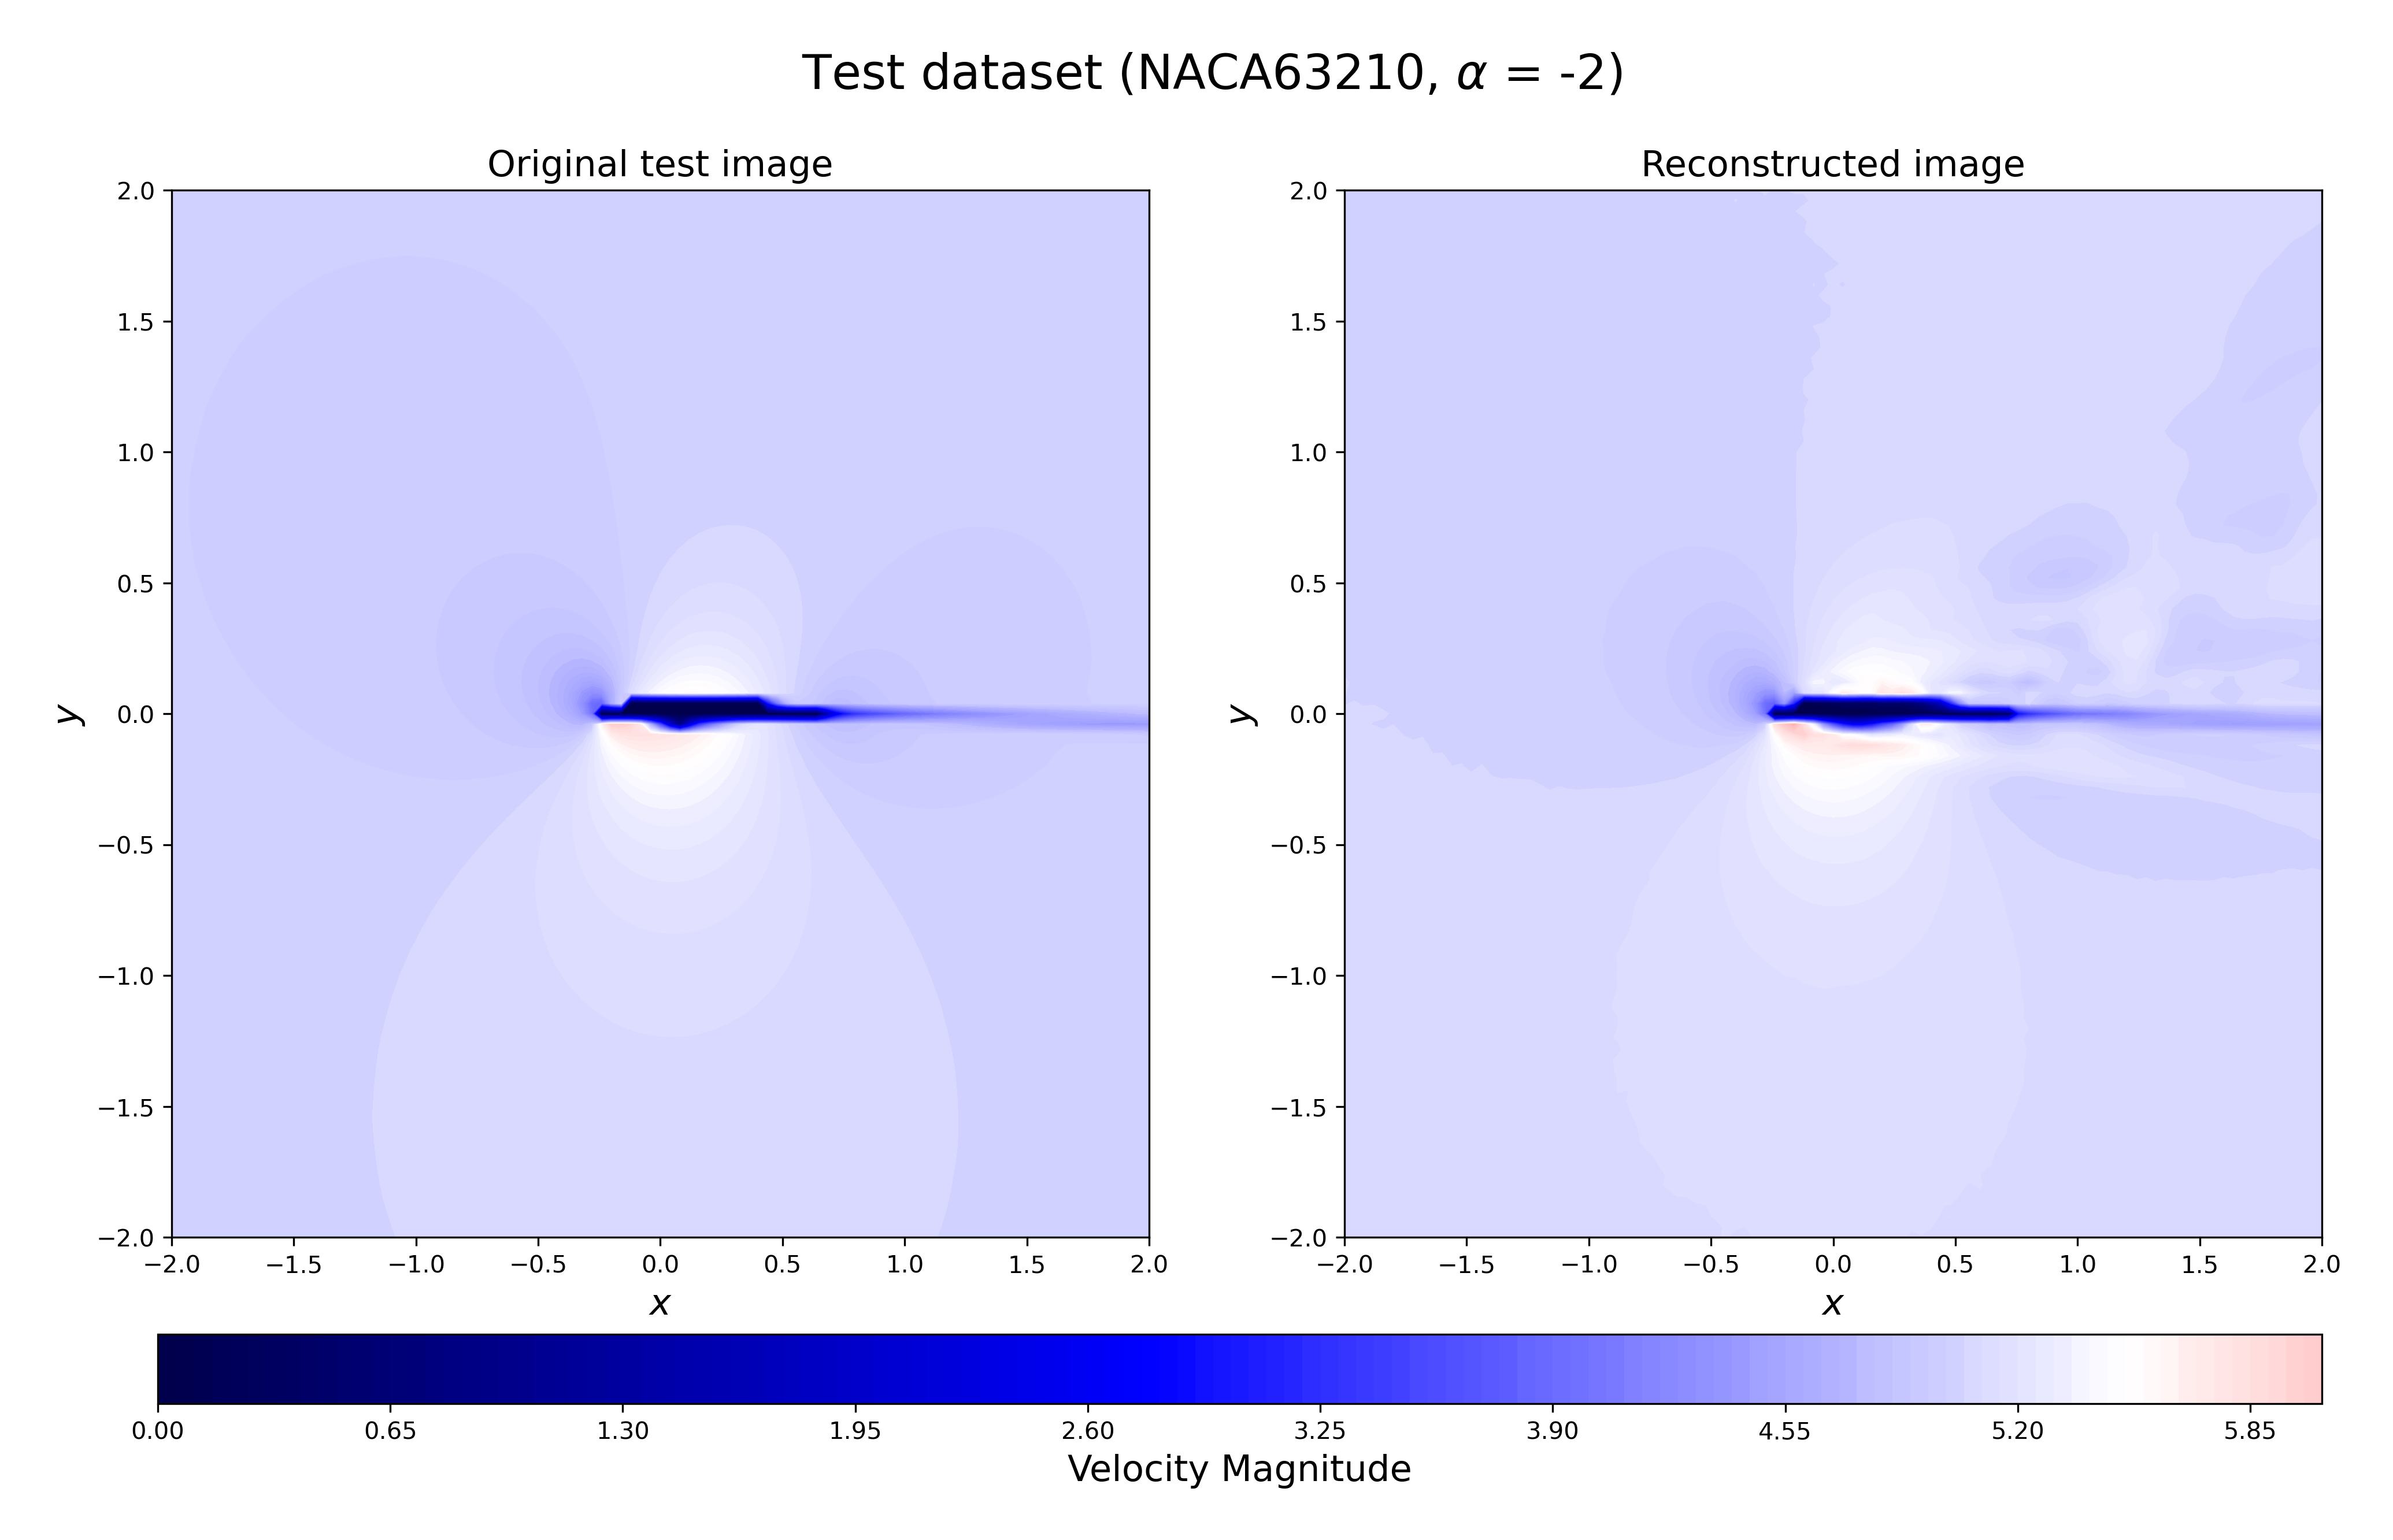 Test dataset (NACA63210, α = -2)
Original test image
Reconstructed image
2.0
1.5
1.0
0.5
0.0
−0.5
−1.0
−1.5
−2.0
y
−2.0 −1.5 −1.0 −0.5 0.0 0.5 1.0 1.5 2.0
x
2.0
1.5
1.0
0.5
0.0
−0.5
−1.0
−1.5
−2.0
y
−2.0 −1.5 −1.0 −0.5 0.0 0.5 1.0 1.5 2.0
x
0.00 0.65 1.30 1.95 2.60 3.25 3.90 4.55 5.20 5.85
Velocity Magnitude